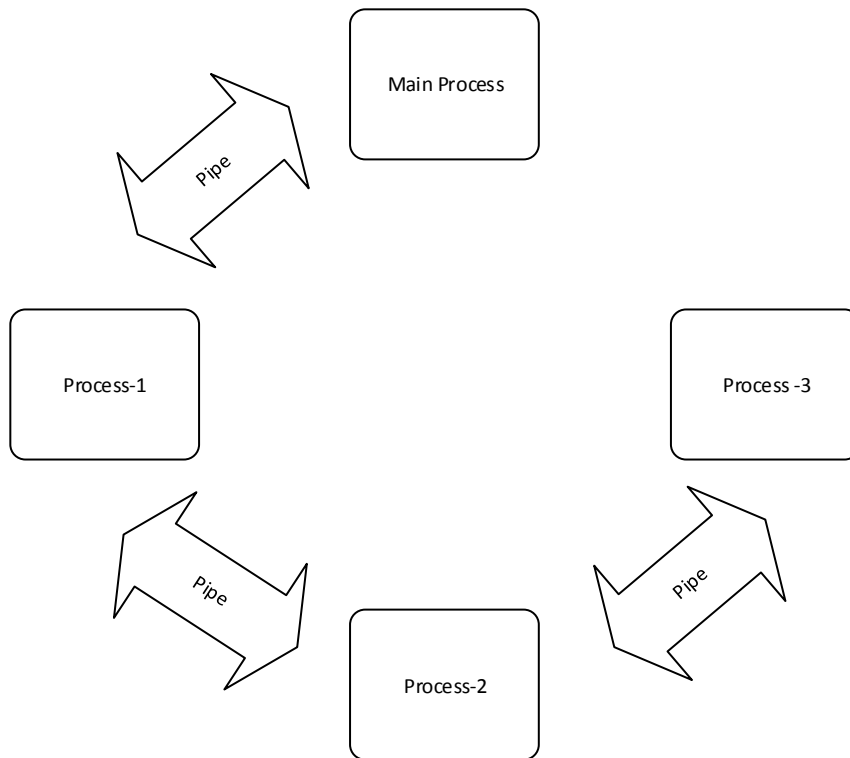 Main Process
Pipe
Process-1
Process -3
Pipe
Pipe
Process-2